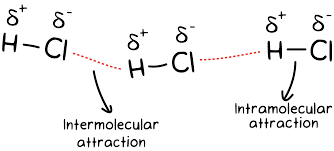 δ⁺ δ⁻
H – Cl
δ⁺ δ⁻
H – Cl
δ⁺ δ⁻
H – Cl
Intermolecular
attraction
Intramolecular
attraction